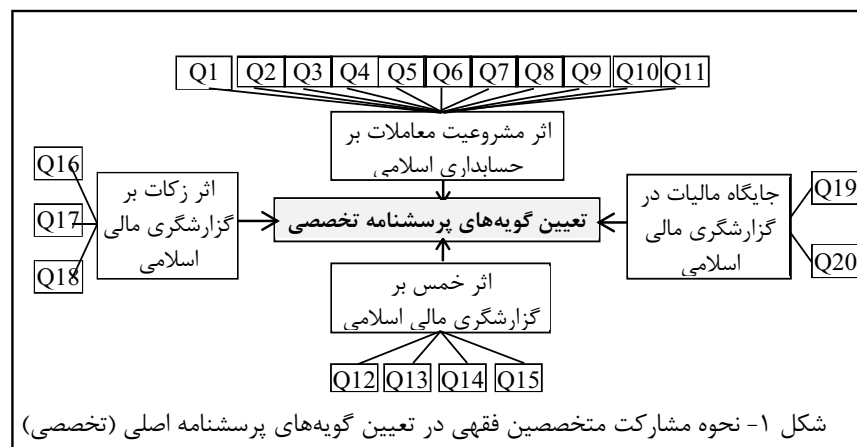 Q1 Q2 Q3 Q4 Q5 Q6 Q7 Q8 Q9 Q10 Q11
اثر مشروعیت معاملات بر
حسابداری اسلامی
Q16
Q17
Q18
اثر زکات بر
گزارشگری مالی
اسلامی
تعیین گویه‌های پرسشنامه تخصصی
جایگاه مالیات در
گزارشگری مالی
اسلامی
Q19
Q20
اثر خمس بر
گزارشگری مالی اسلامی
Q12 Q13 Q14 Q15
شکل ۱- نحوه مشارکت متخصصین فقهی در تعیین گویه‌های پرسشنامه اصلی (تخصصی)